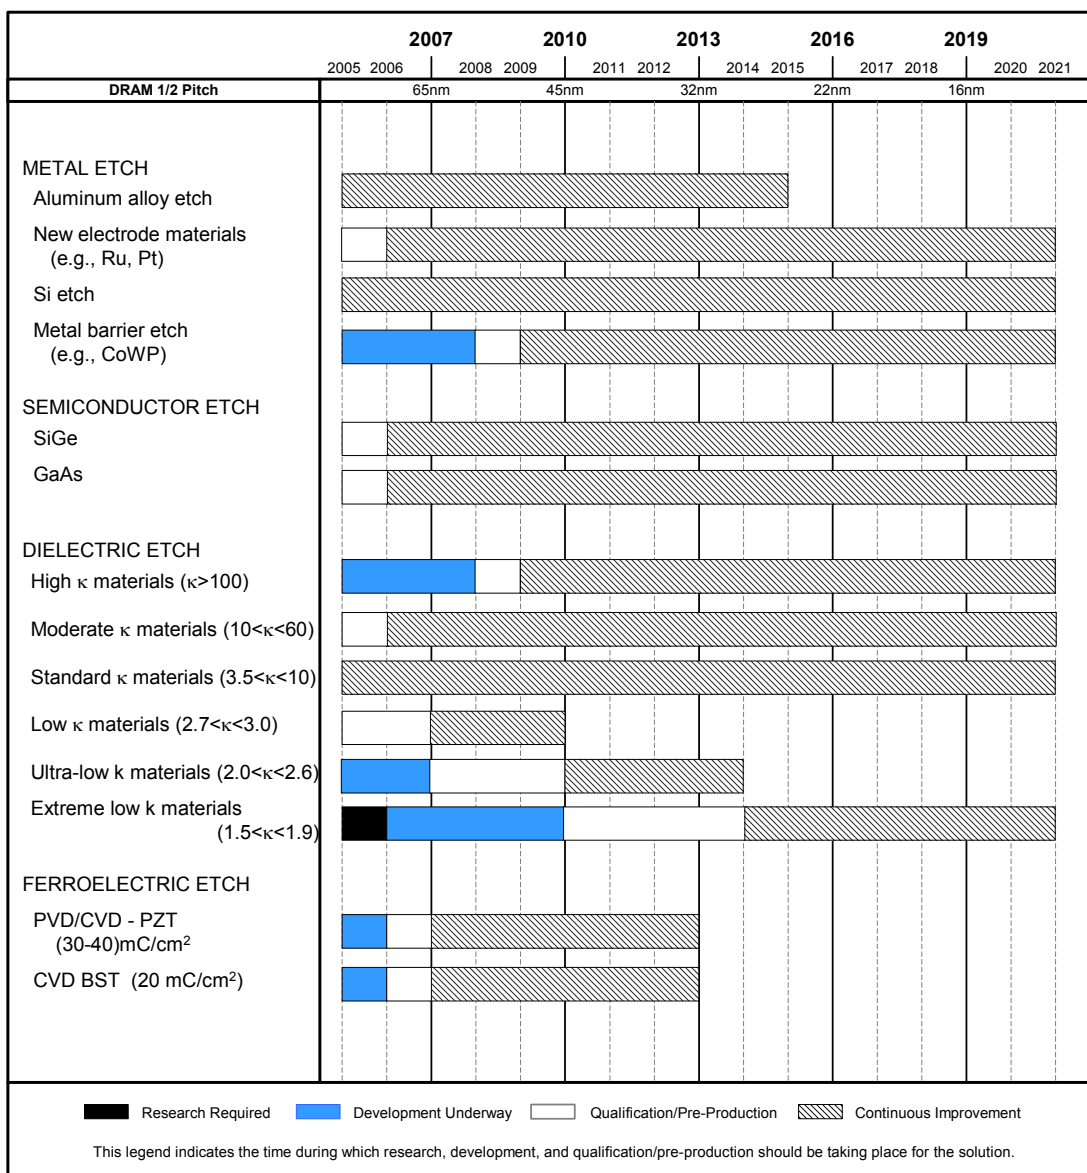 2007 2010 2013 2016 2019
2005 2006 2008 2009 2011 2012 2014 2015 2017 2018 2020 2021
DRAM 1/2 Pitch 65nm 45nm 32nm 22nm 16nm
METAL ETCH
Aluminum alloy etch
New electrode materials
(e.g., Ru, Pt)
Si etch
Metal barrier etch
(e.g., CoWP)
SEMICONDUCTOR ETCH
SiGe
GaAs
DIELECTRIC ETCH
High κ materials (κ>100)
Moderate κ materials (10<κ<60)
Standard κ materials (3.5<κ<10)
Low κ materials (2.7<κ<3.0)
Ultra-low k materials (2.0<κ<2.6)
Extreme low k materials
(1.5<κ<1.9)
FERROELECTRIC ETCH
PVD/CVD - PZT
(30-40)mC/cm²
CVD BST (20 mC/cm²)
Research Required Development Underway Qualification/Pre-Production Continuous Improvement
This legend indicates the time during which research, development, and qualification/pre-production should be taking place for the solution.